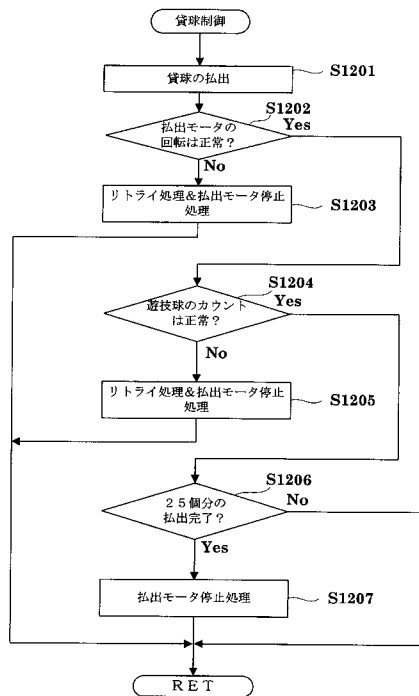 貸球制御
貸球の払出
S1201
S1202
払出モータの
回転は正常?
Yes
No
リトライ処理&払出モータ停止
処理
S1203
S1204
遊技球のカウント
は正常?
Yes
No
リトライ処理&払出モータ停止
処理
S1205
S1206
25個分の
払出完了?
No
Yes
払出モータ停止処理
S1207
RET